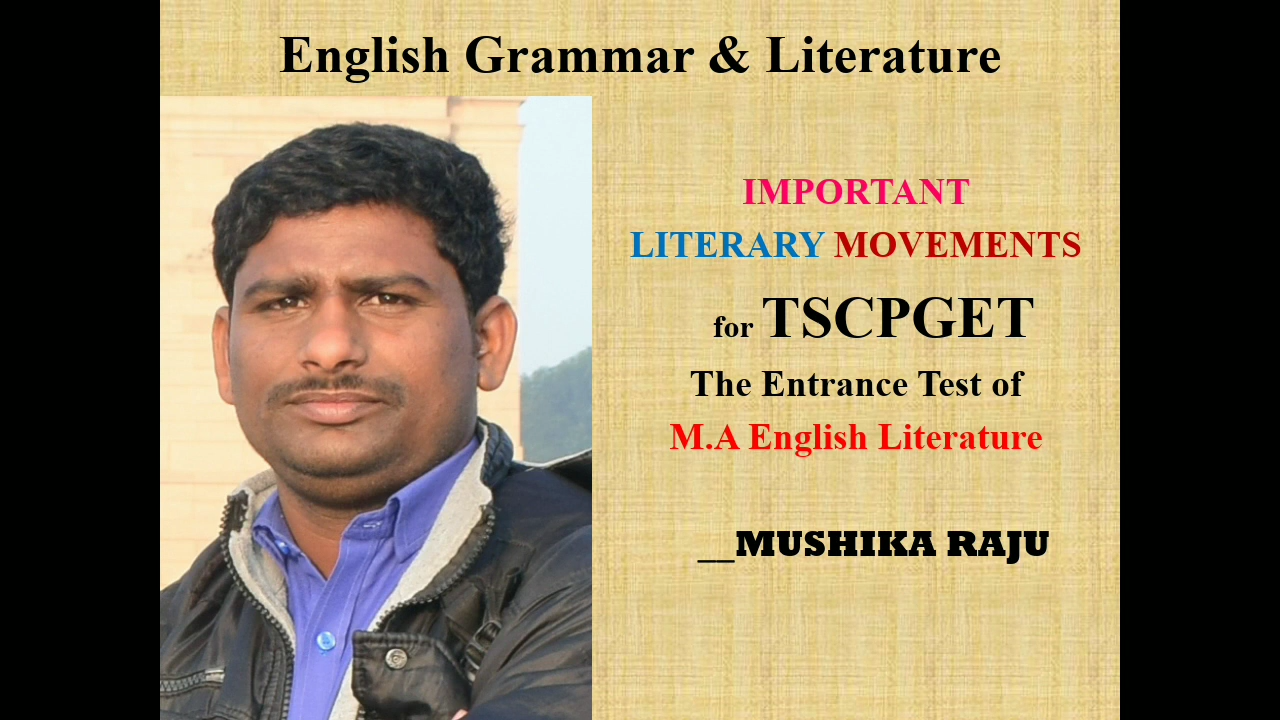 English Grammar & Literature
IMPORTANT
LITERARY MOVEMENTS
for TSCPGET
The Entrance Test of
M.A English Literature
__MUSHIKA RAJU